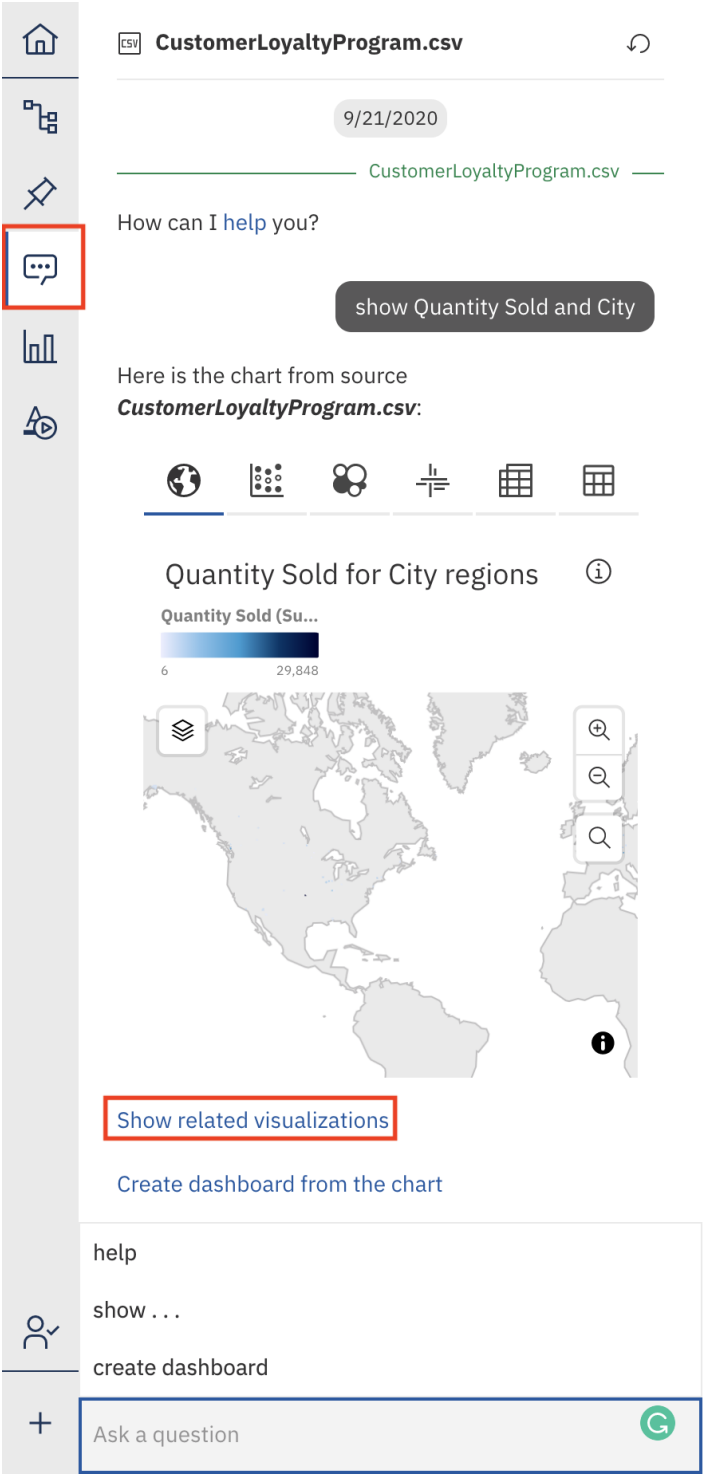 CSV CustomerLoyaltyProgram.csv
9/21/2020
CustomerLoyaltyProgram.csv
How can I help you?
show Quantity Sold and City
Here is the chart from source
CustomerLoyaltyProgram.csv:
Quantity Sold for City regions
Quantity Sold (Su...
6 29,848
Show related visualizations
Create dashboard from the chart
help
show . . .
create dashboard
Ask a question